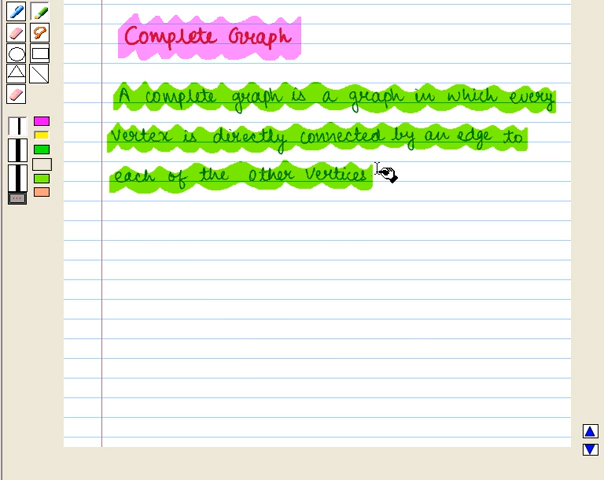 Complete Graph
A complete graph is a graph in which every
vertex is directly connected by an edge to
each of the other vertices